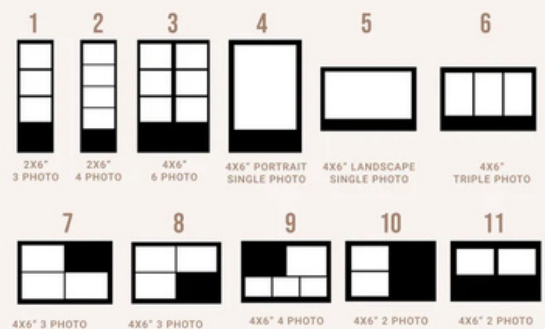 1 2 3 4 5 6
2X6" 2X6" 4X6" 4X6" PORTRAIT 4X6" LANDSCAPE 4X6"
3 PHOTO 4 PHOTO 6 PHOTO SINGLE PHOTO SINGLE PHOTO TRIPLE PHOTO
7 8 9 10 11
4X6" 3 PHOTO 4X6" 3 PHOTO 4X6" 4 PHOTO 4X6" 2 PHOTO 4X6" 2 PHOTO